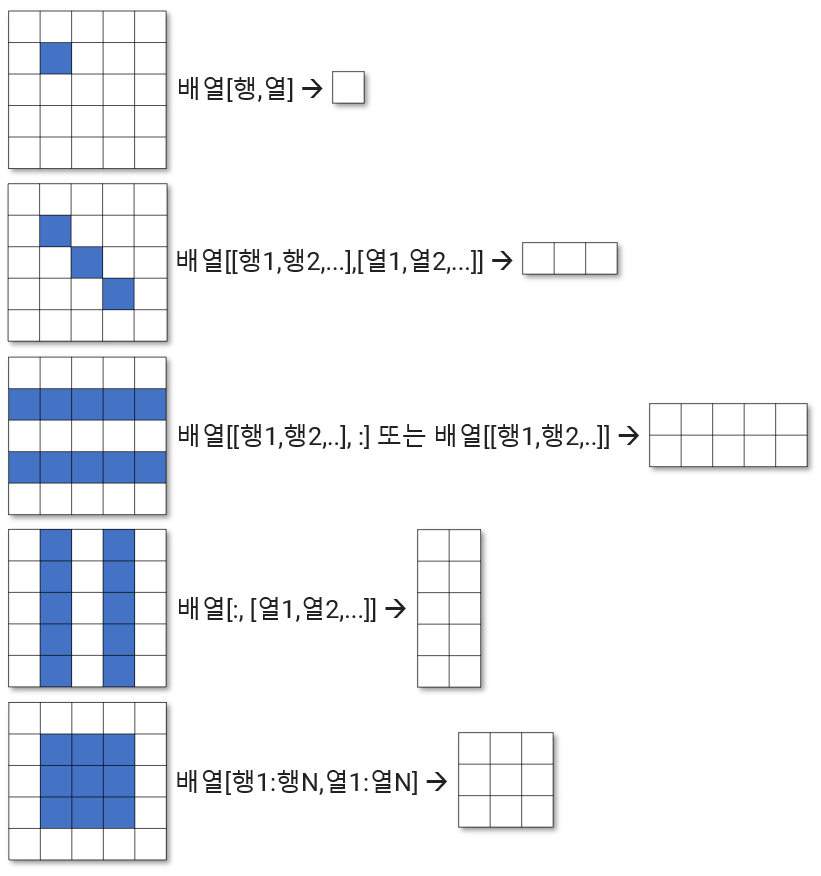 배열[행,열] →
배열[[행1,행2,...],[열1,열2,...]] →
배열[[행1,행2,..], :] 또는 배열[[행1,행2,..]] →
배열[:, [열1,열2,...]] →
배열[행1:행N,열1:열N] →